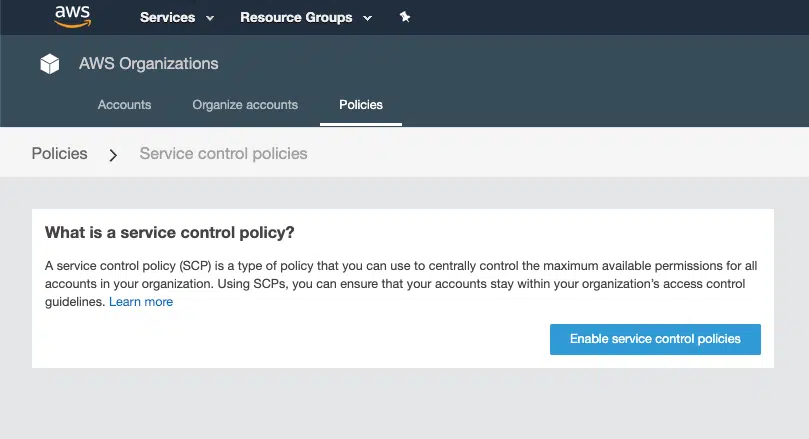 aws Services Resource Groups
AWS Organizations
Accounts Organize accounts Policies
Policies Service control policies
What is a service control policy?
A service control policy (SCP) is a type of policy that you can use to centrally control the maximum available permissions for all
accounts in your organization. Using SCPs, you can ensure that your accounts stay within your organization's access control
guidelines. Learn more
Enable service control policies